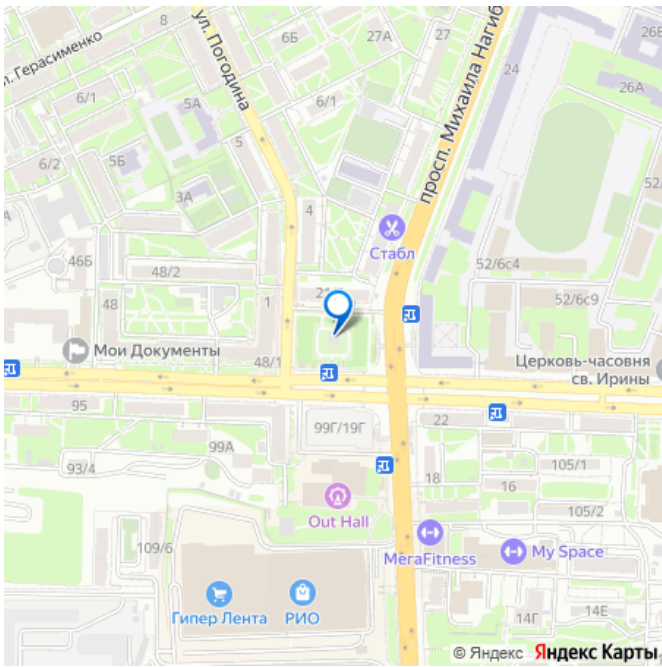 8
6Б
27А
27
26Б
ул. Погодина
л. Герасименко
просп. Михаила Нагиб
24
26А
6/1
5А
6/1
5
5Б
6/2
3А
52/
4
Стабл
46Б
48/2
52/6с4
1
48
52/6с9
Мои Документы
48/1
Церковь-часовня
св. Ирины
95
99Г/19Г
22
99А
93/4
105/1
18
16
Out Hall
105/2
109/6
МегаFitness
My Space
Гипер Лента
РИО
14Г
14Е
© Яндекс Яндекс Карты